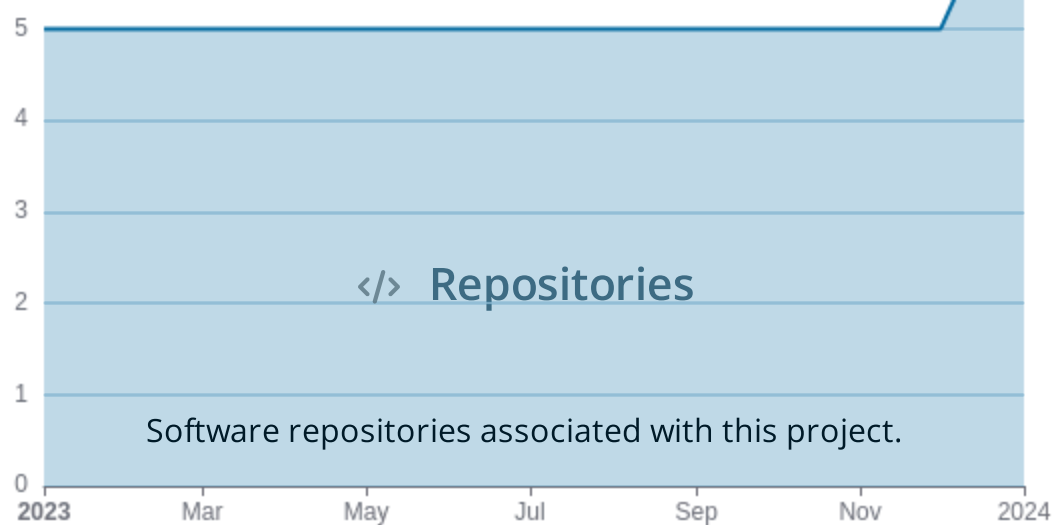 5
4
3
</> Repositories
2
1
Software repositories associated with this project.
0
2023 Mar May Jul Sep Nov 2024